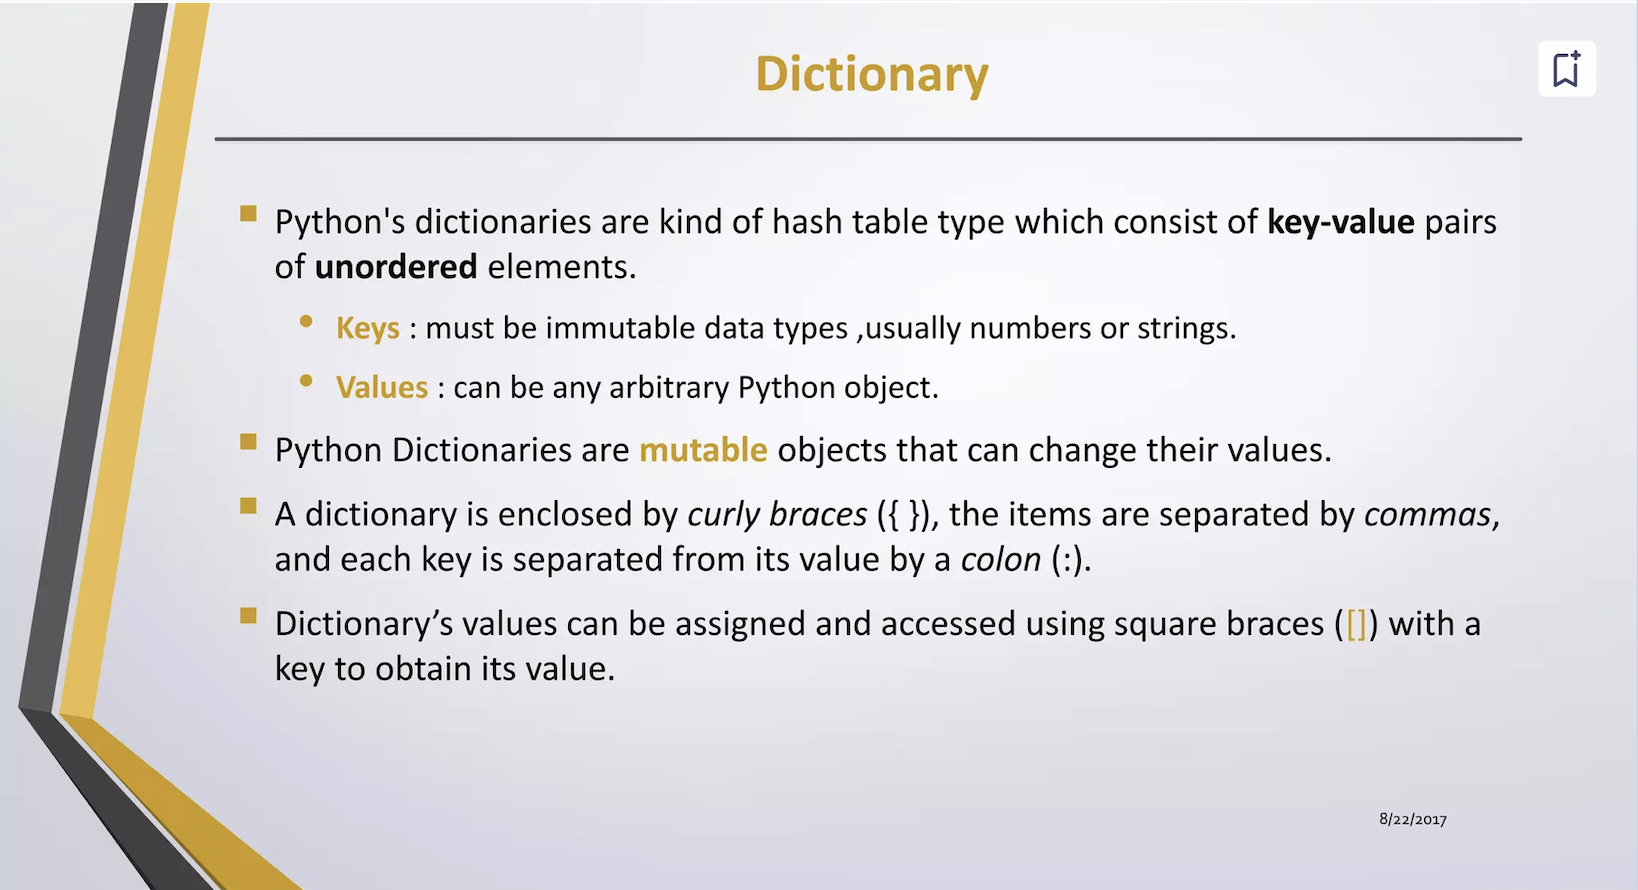 Dictionary
Python's dictionaries are kind of hash table type which consist of key-value pairs
of unordered elements.
Keys : must be immutable data types ,usually numbers or strings.
Values : can be any arbitrary Python object.
Python Dictionaries are mutable objects that can change their values.
A dictionary is enclosed by curly braces ({ }), the items are separated by commas,
and each key is separated from its value by a colon (:).
Dictionary’s values can be assigned and accessed using square braces ([]) with a
key to obtain its value.
8/22/2017